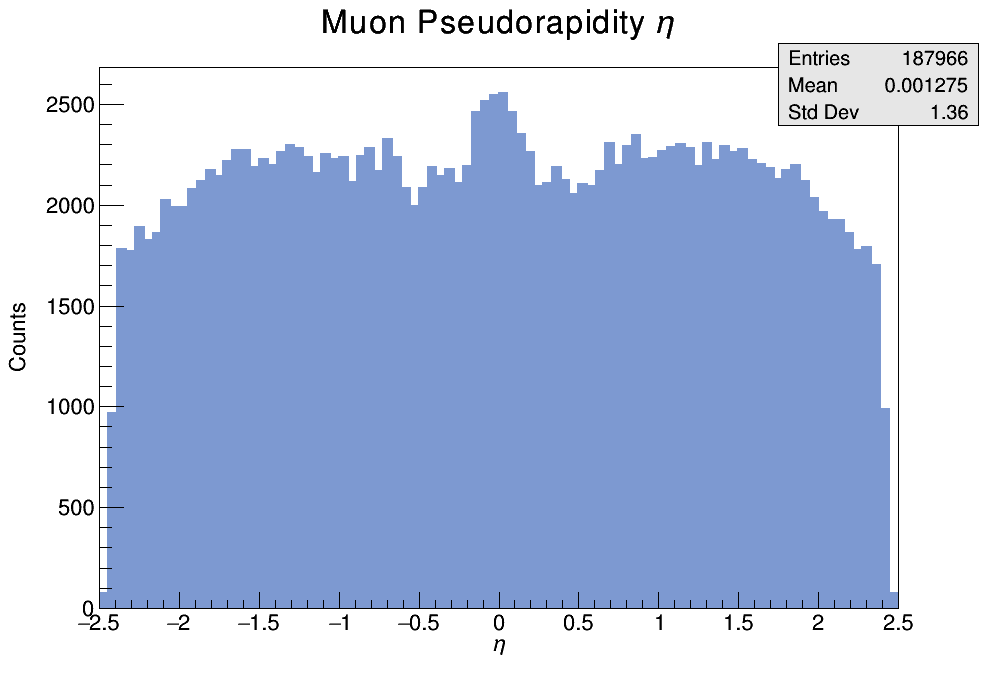 Muon Pseudorapidity η
Entries 187966
Mean 0.001275
Std Dev 1.36
Counts
2500
2000
1500
1000
500
0
−2.5 −2 −1.5 −1 −0.5 0 0.5 1 1.5 2 2.5
η